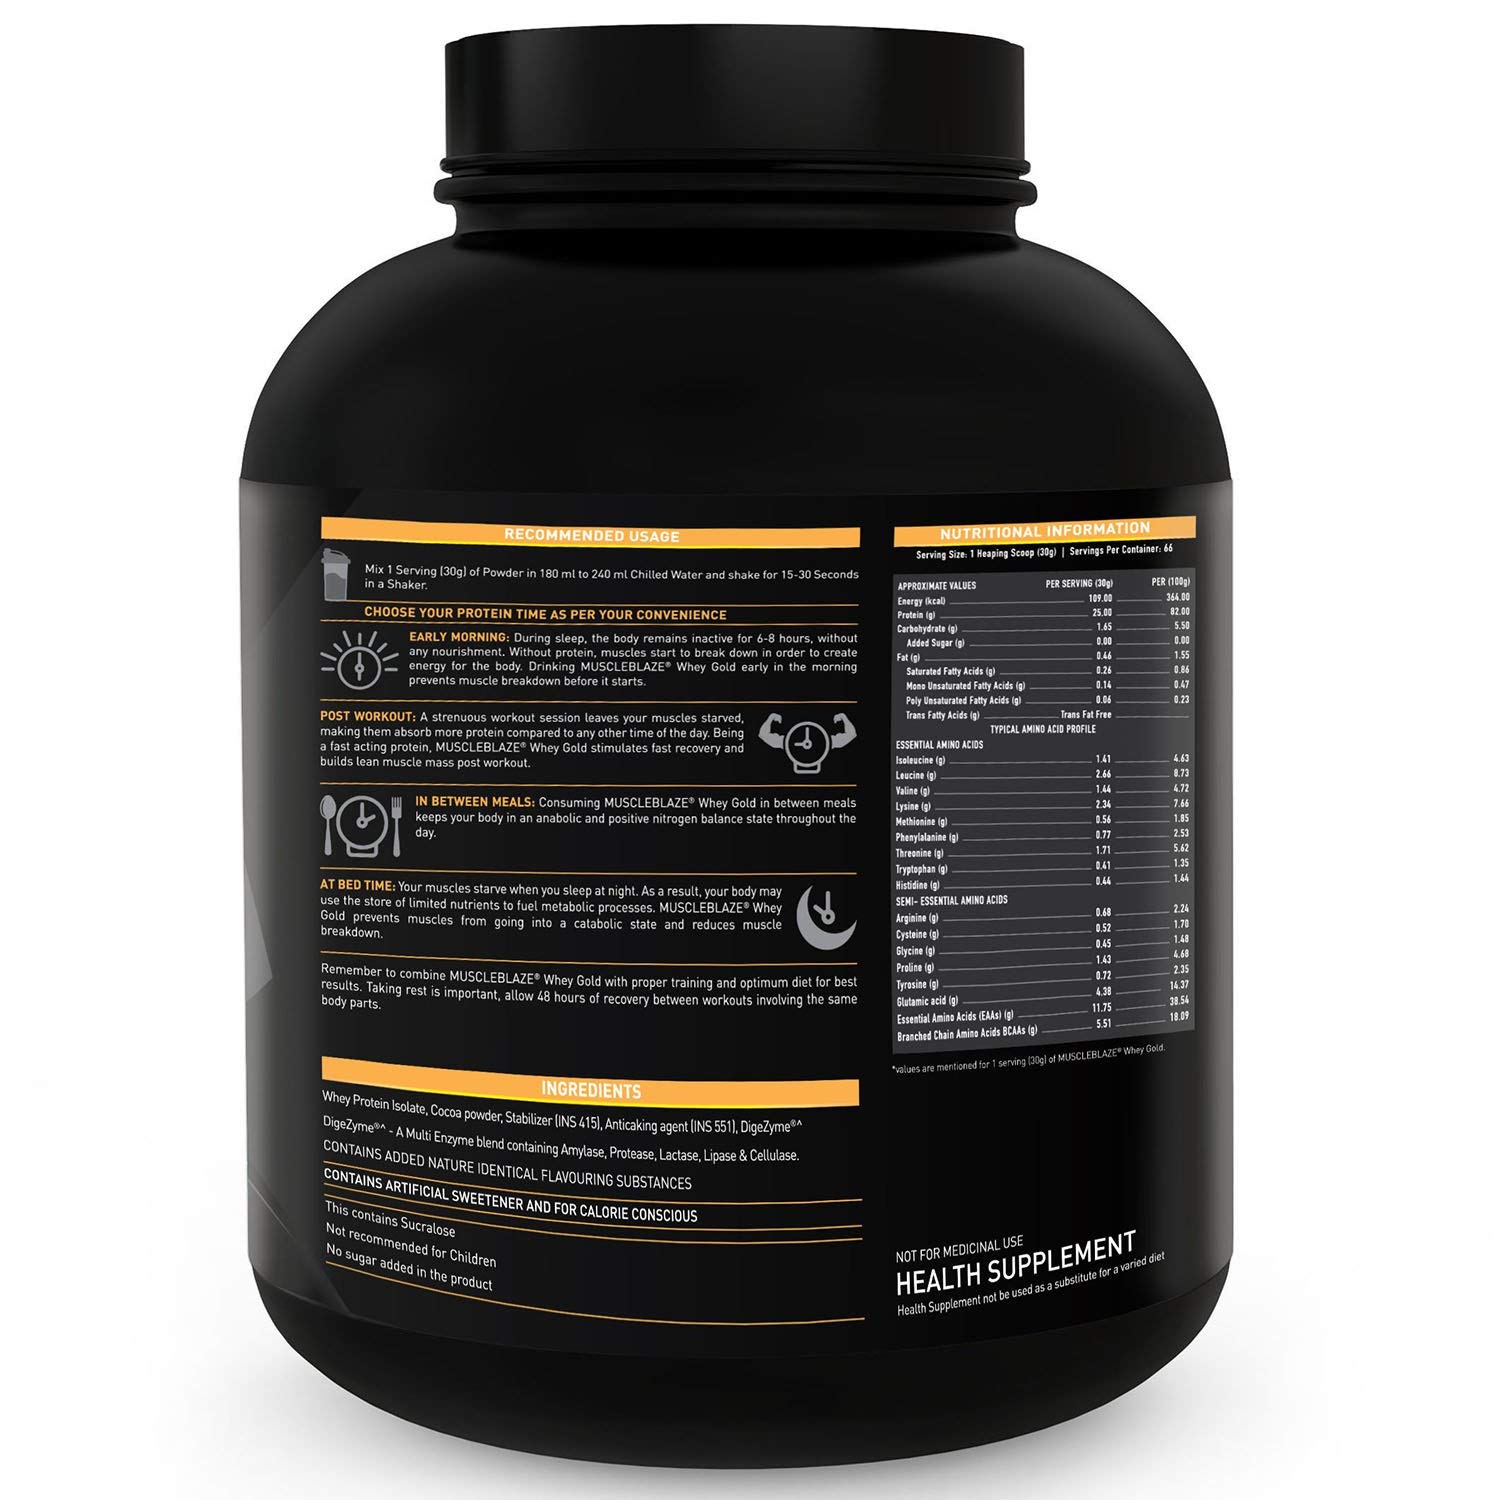 RECOMMENDED USAGE
Mix 1 Serving (30g) of Powder in 180 ml to 240 ml Chilled Water and shake for 15-30 Seconds
in a Shaker.
CHOOSE YOUR PROTEIN TIME AS PER YOUR CONVENIENCE
EARLY MORNING: During sleep, the body remains inactive for 6-8 hours, without
any nourishment. Without protein, muscles start to break down in order to create
energy for the body. Drinking MUSCLEBLAZE® Whey Gold early in the morning
prevents muscle breakdown before it starts.
POST WORKOUT: A strenuous workout session leaves your muscles starved,
making them absorb more protein compared to any other time of the day. Being
a fast acting protein, MUSCLEBLAZE® Whey Gold stimulates fast recovery and
builds lean muscle mass post workout.
IN BETWEEN MEALS: Consuming MUSCLEBLAZE® Whey Gold in between meals
keeps your body in an anabolic and positive nitrogen balance state throughout the
day.
AT BED TIME: Your muscles starve when you sleep at night. As a result, your body may
use the store of limited nutrients to fuel metabolic processes. MUSCLEBLAZE® Whey
Gold prevents muscles from going into a catabolic state and reduces muscle
breakdown.
Remember to combine MUSCLEBLAZE® Whey Gold with proper training and optimum diet for best
results. Taking rest is important, allow 48 hours of recovery between workouts involving the same
body parts.
INGREDIENTS
Whey Protein Isolate, Cocoa powder, Stabilizer (INS 415), Anticaking agent (INS 551), DigeZyme®^
DigeZyme®^ - A Multi Enzyme blend containing Amylase, Protease, Lactase, Lipase & Cellulase.
CONTAINS ADDED NATURE IDENTICAL FLAVOURING SUBSTANCES
CONTAINS ARTIFICIAL SWEETENER AND FOR CALORIE CONSCIOUS
This contains Sucralose
Not recommended for Children
No sugar added in the product
NUTRITIONAL INFORMATION
Serving Size: 1 Heaping Scoop (30g) | Servings Per Container: 66
APPROXIMATE VALUES PER SERVING (30g) PER (100g)
Energy (kcal) 109.00 364.00
Protein (g) 25.00 82.00
Carbohydrate (g) 1.65 5.50
Added Sugar (g) 0.00 0.00
Fat (g) 0.46 1.55
Saturated Fatty Acids (g) 0.26 0.86
Mono Unsaturated Fatty Acids (g) 0.14 0.47
Poly Unsaturated Fatty Acids (g) 0.06 0.23
Trans Fatty Acids (g) Trans Fat Free
TYPICAL AMINO ACID PROFILE
ESSENTIAL AMINO ACIDS
Isoleucine (g) 1.41 4.63
Leucine (g) 2.66 8.73
Valine (g) 1.44 4.72
Lysine (g) 2.34 7.66
Methionine (g) 0.56 1.85
Phenylalanine (g) 0.77 2.53
Threonine (g) 1.71 5.62
Tryptophan (g) 0.41 1.35
Histidine (g) 0.44 1.44
SEMI- ESSENTIAL AMINO ACIDS
Arginine (g) 0.68 2.24
Cysteine (g) 0.52 1.70
Glycine (g) 0.45 1.48
Proline (g) 1.43 4.68
Tyrosine (g) 0.72 2.35
Glutamic acid (g) 4.38 14.37
Essential Amino Acids (EAAs) (g) 11.75 38.54
Branched Chain Amino Acids BCAAs (g) 5.51 18.09
*values are mentioned for 1 serving (30g) of MUSCLEBLAZE® Whey Gold.
NOT FOR MEDICINAL USE
HEALTH SUPPLEMENT
Health Supplement not be used as a substitute for a varied diet